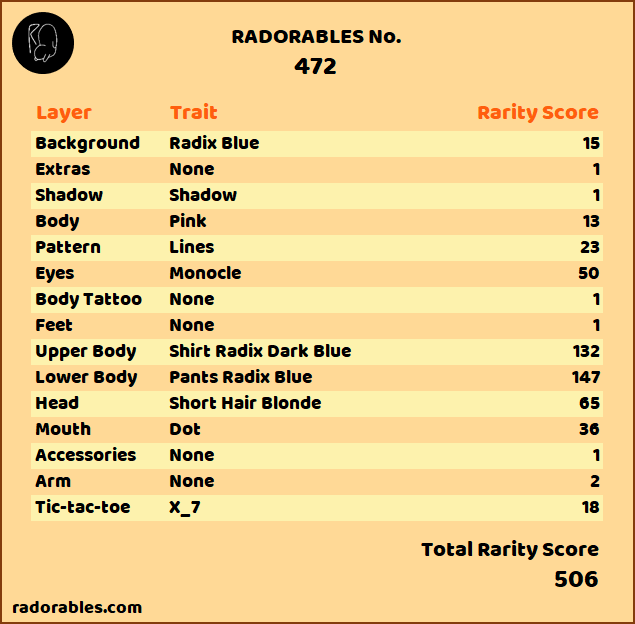 RADORABLES No.
472
Layer Trait Rarity Score
Background Radix Blue 15
Extras None 1
Shadow Shadow 1
Body Pink 13
Pattern Lines 23
Eyes Monocle 50
Body Tattoo None 1
Feet None 1
Upper Body Shirt Radix Dark Blue 132
Lower Body Pants Radix Blue 147
Head Short Hair Blonde 65
Mouth Dot 36
Accessories None 1
Arm None 2
Tic-tac-toe X_7 18
Total Rarity Score
506
radorables.com